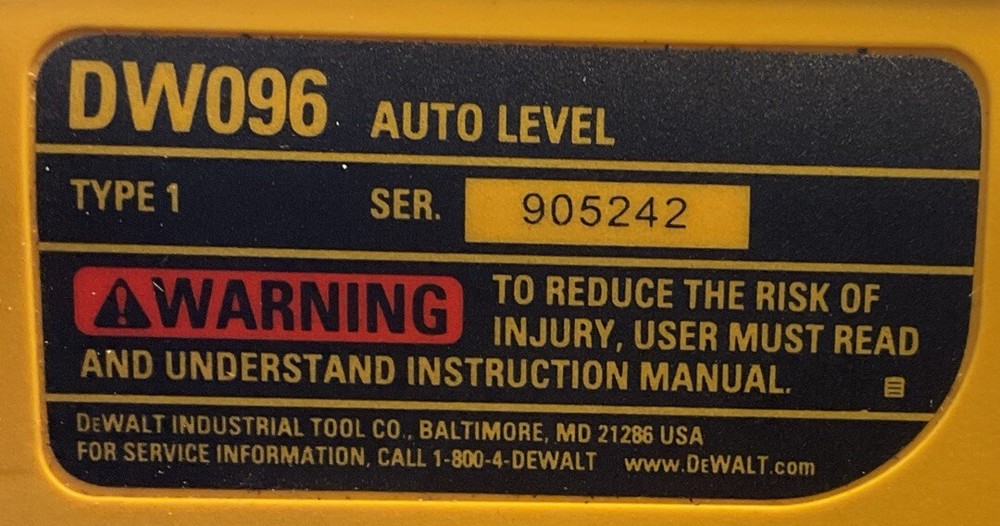 DW096 AUTO LEVEL
TYPE 1 SER. 905242
WARNING TO REDUCE THE RISK OF
INJURY, USER MUST READ
AND UNDERSTAND INSTRUCTION MANUAL.
DeWALT INDUSTRIAL TOOL CO., BALTIMORE, MD 21286 USA
FOR SERVICE INFORMATION, CALL 1-800-4-DEWALT www.DeWALT.com